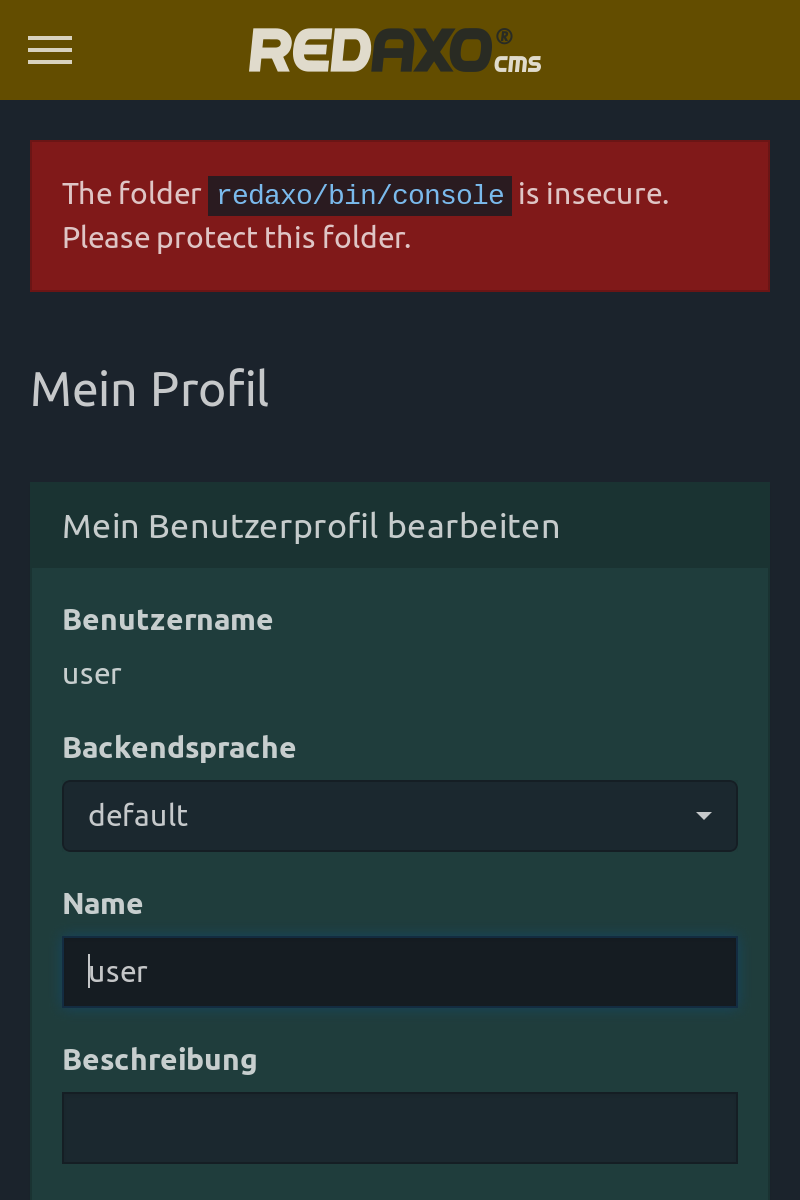 REDAXO® cms
The folder redaxo/bin/console is insecure.
Please protect this folder.
Mein Profil
Mein Benutzerprofil bearbeiten
Benutzername
user
Backendsprache
default
Name
user
Beschreibung